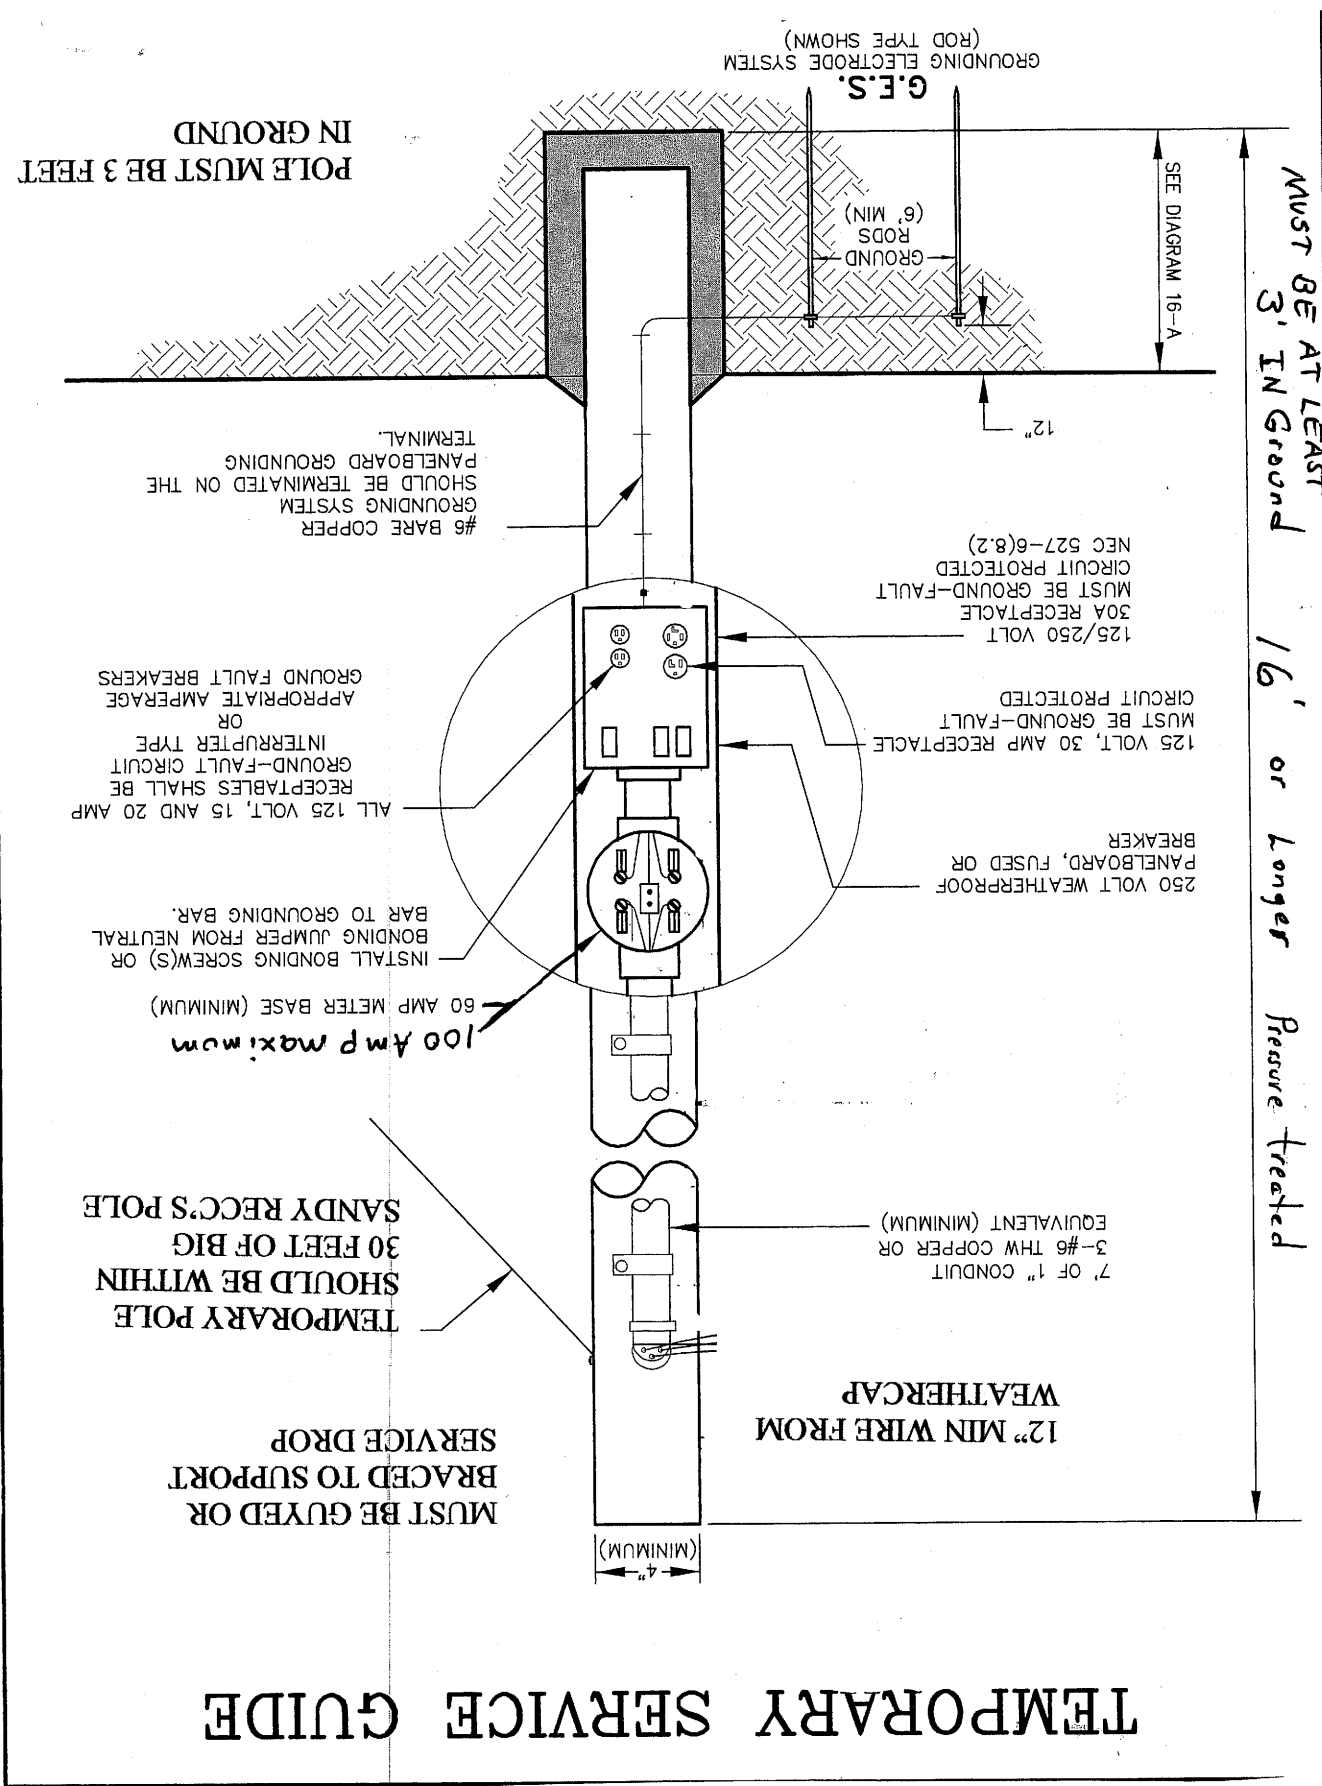 TEMPORARY SERVICE GUIDE
4"
(MINIMUM)
MUST BE GUYED OR
BRACED TO SUPPORT
SERVICE DROP
12" MIN WIRE FROM
WEATHERCAP
TEMPORARY POLE
SHOULD BE WITHIN
30 FEET OF BIG
SANDY RECC'S POLE
7' OF 1" CONDUIT
3-#6 THW COPPER OR
EQUIVALENT (MINIMUM)
100 Amp maximum
60 AMP METER BASE (MINIMUM)
INSTALL BONDING SCREW(S) OR
BONDING JUMPER FROM NEUTRAL
BAR TO GROUNDING BAR.
250 VOLT WEATHERPROOF
PANELBOARD, FUSED OR
BREAKER
ALL 125 VOLT, 15 AND 20 AMP
RECEPTABLES SHALL BE
GROUND-FAULT CIRCUIT
INTERRUPTER TYPE
OR
APPROPRIATE AMPERAGE
GROUND FAULT BREAKERS
125 VOLT, 30 AMP RECEPTACLE
MUST BE GROUND-FAULT
CIRCUIT PROTECTED
125/250 VOLT
30A RECEPTACLE
MUST BE GROUND-FAULT
CIRCUIT PROTECTED
NEC 527-6(8.2)
#6 BARE COPPER
GROUNDING SYSTEM
SHOULD BE TERMINATED ON THE
PANELBOARD GROUNDING
TERMINAL.
12"
SEE DIAGRAM 16-A
GROUND
RODS
(6' MIN)
POLE MUST BE 3 FEET
IN GROUND
G.E.S.
GROUNDING ELECTRODE SYSTEM
(ROD TYPE SHOWN)
MUST BE AT LEAST
3' IN Ground
16' or Longer Pressure treated